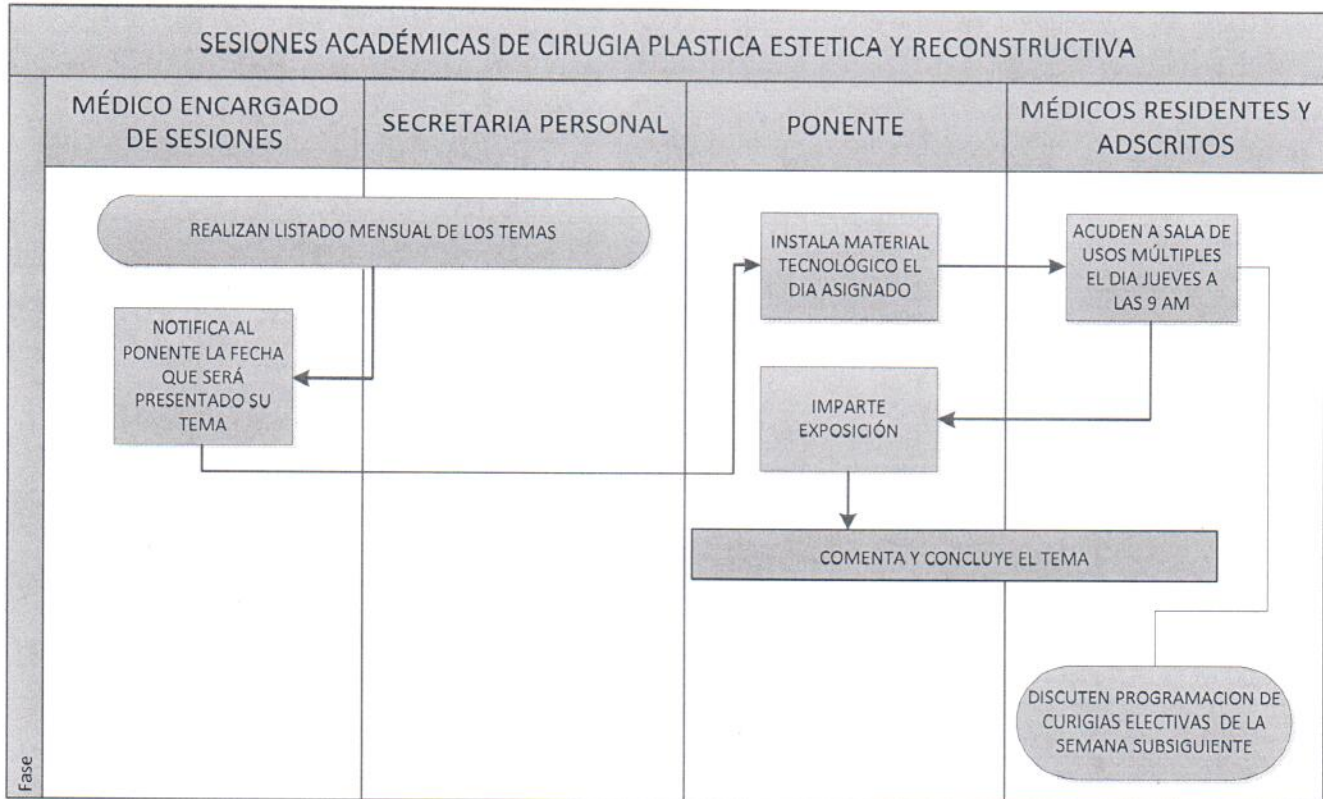 SESIONES ACADÉMICAS DE CIRUGIA PLASTICA ESTETICA Y RECONSTRUCTIVA
MÉDICO ENCARGADO
DE SESIONES
SECRETARIA PERSONAL
PONENTE
MÉDICOS RESIDENTES Y
ADSCRITOS
REALIZAN LISTADO MENSUAL DE LOS TEMAS
NOTIFICA AL
PONENTE LA FECHA
QUE SERÁ
PRESENTADO SU
TEMA
INSTALA MATERIAL
TECNOLÓGICO EL
DIA ASIGNADO
ACUDEN A SALA DE
USOS MÚLTIPLES
EL DIA JUEVES A
LAS 9 AM
IMPARTE
EXPOSICIÓN
COMENTA Y CONCLUYE EL TEMA
DISCUTEN PROGRAMACION DE
CURIGIAS ELECTIVAS DE LA
SEMANA SUBSIGUIENTE
Fase